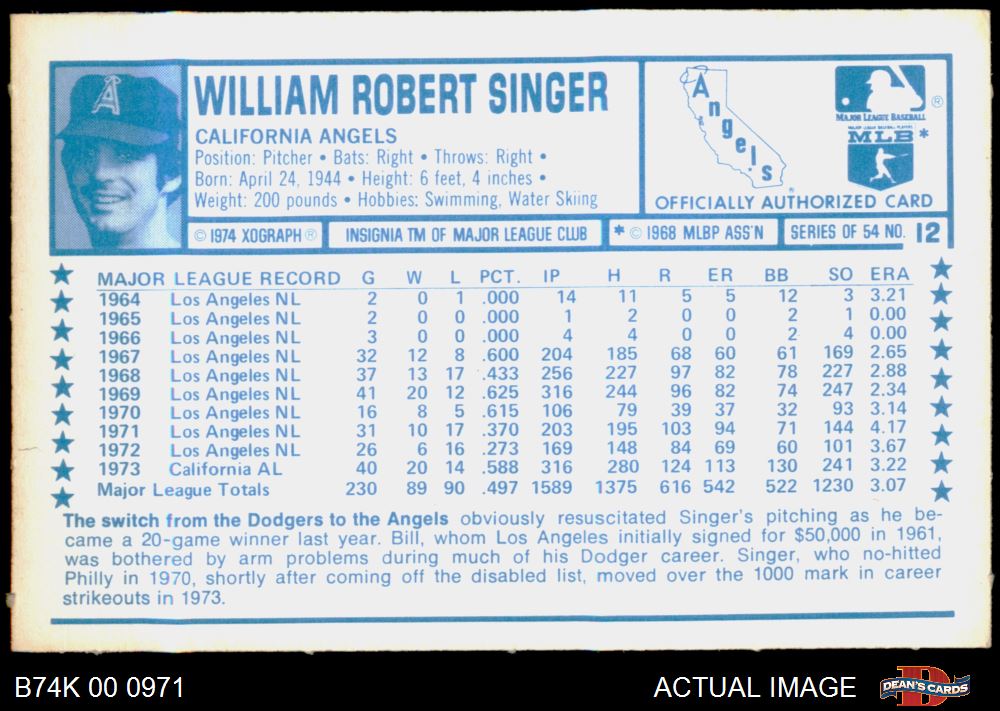 WILLIAM ROBERT SINGER
CALIFORNIA ANGELS
Position: Pitcher • Bats: Right • Throws: Right •
Born: April 24, 1944 • Height: 6 feet, 4 inches •
Weight: 200 pounds • Hobbies: Swimming, Water Skiing
A
Angels
MAJOR LEAGUE BASEBALL ®
MAJOR LEAGUE BASEBALL PLAYERS
MLB *
OFFICIALLY AUTHORIZED CARD
© 1974 XOGRAPH ® INSIGNIA TM OF MAJOR LEAGUE CLUB * © 1968 MLBP ASS'N SERIES OF 54 NO. 12
MAJOR LEAGUE RECORD G W L PCT. IP H R ER BB SO ERA
1964 Los Angeles NL 2 0 1 .000 14 11 5 5 12 3 3.21
1965 Los Angeles NL 2 0 0 .000 1 2 0 0 2 1 0.00
1966 Los Angeles NL 3 0 0 .000 4 4 0 0 2 4 0.00
1967 Los Angeles NL 32 12 8 .600 204 185 68 60 61 169 2.65
1968 Los Angeles NL 37 13 17 .433 256 227 97 82 78 227 2.88
1969 Los Angeles NL 41 20 12 .625 316 244 96 82 74 247 2.34
1970 Los Angeles NL 16 8 5 .615 106 79 39 37 32 93 3.14
1971 Los Angeles NL 31 10 17 .370 203 195 103 94 71 144 4.17
1972 Los Angeles NL 26 6 16 .273 169 148 84 69 60 101 3.67
1973 California AL 40 20 14 .588 316 280 124 113 130 241 3.22
Major League Totals 230 89 90 .497 1589 1375 616 542 522 1230 3.07
The switch from the Dodgers to the Angels obviously resuscitated Singer's pitching as he be-
came a 20-game winner last year. Bill, whom Los Angeles initially signed for $50,000 in 1961,
was bothered by arm problems during much of his Dodger career. Singer, who no-hitted
Philly in 1970, shortly after coming off the disabled list, moved over the 1000 mark in career
strikeouts in 1973.
B74K 00 0971
ACTUAL IMAGE
D
DEAN'S CARDS